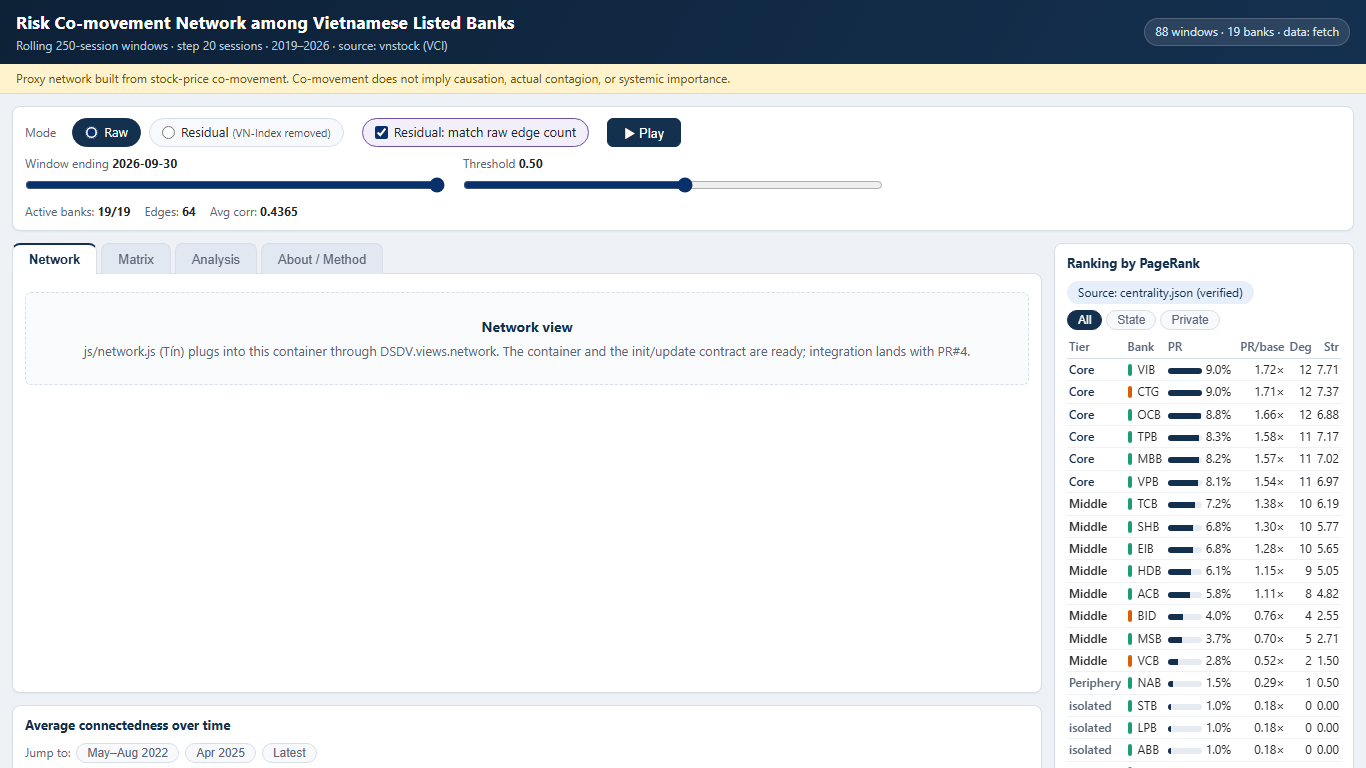 Risk Co-movement Network among Vietnamese Listed Banks
Rolling 250-session windows · step 20 sessions · 2019–2026 · source: vnstock (VCI)
88 windows · 19 banks · data: fetch
Proxy network built from stock-price co-movement. Co-movement does not imply causation, actual contagion, or systemic importance.
Mode Raw Residual (VN-Index removed) Residual: match raw edge count ▶ Play
Window ending 2026-09-30 Threshold 0.50
Active banks: 19/19 Edges: 64 Avg corr: 0.4365
Network Matrix Analysis About / Method
Network view
js/network.js (Tín) plugs into this container through DSDV.views.network. The container and the init/update contract are ready; integration lands with PR#4.
Average connectedness over time
Jump to: May–Aug 2022 Apr 2025 Latest
Ranking by PageRank
Source: centrality.json (verified)
All State Private
Tier Bank PR PR/base Deg Str
Core VIB 9.0% 1.72× 12 7.71
Core CTG 9.0% 1.71× 12 7.37
Core OCB 8.8% 1.66× 12 6.88
Core TPB 8.3% 1.58× 11 7.17
Core MBB 8.2% 1.57× 11 7.02
Core VPB 8.1% 1.54× 11 6.97
Middle TCB 7.2% 1.38× 10 6.19
Middle SHB 6.8% 1.30× 10 5.77
Middle EIB 6.8% 1.28× 10 5.65
Middle HDB 6.1% 1.15× 9 5.05
Middle ACB 5.8% 1.11× 8 4.82
Middle BID 4.0% 0.76× 4 2.55
Middle MSB 3.7% 0.70× 5 2.71
Middle VCB 2.8% 0.52× 2 1.50
Periphery NAB 1.5% 0.29× 1 0.50
isolated STB 1.0% 0.18× 0 0.00
isolated LPB 1.0% 0.18× 0 0.00
isolated ABB 1.0% 0.18× 0 0.00